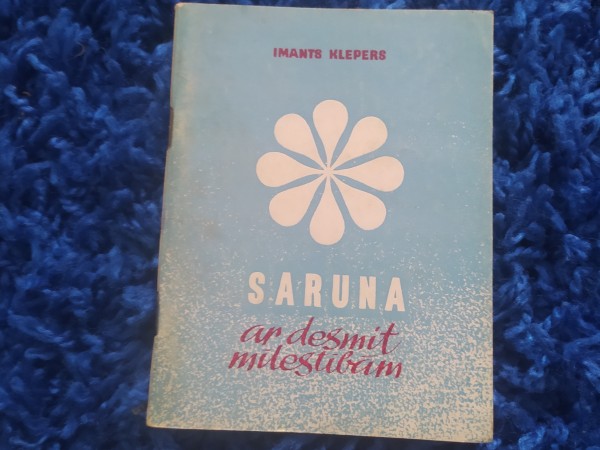 IMANTS KLEPERS
SARUNA
ar desmit
mīlestībām